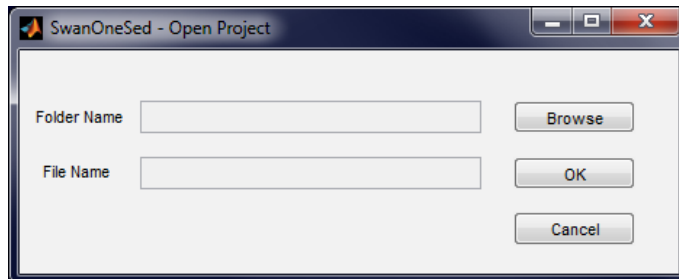 SwanOneSed - Open Project
Folder Name
Browse
File Name
OK
Cancel